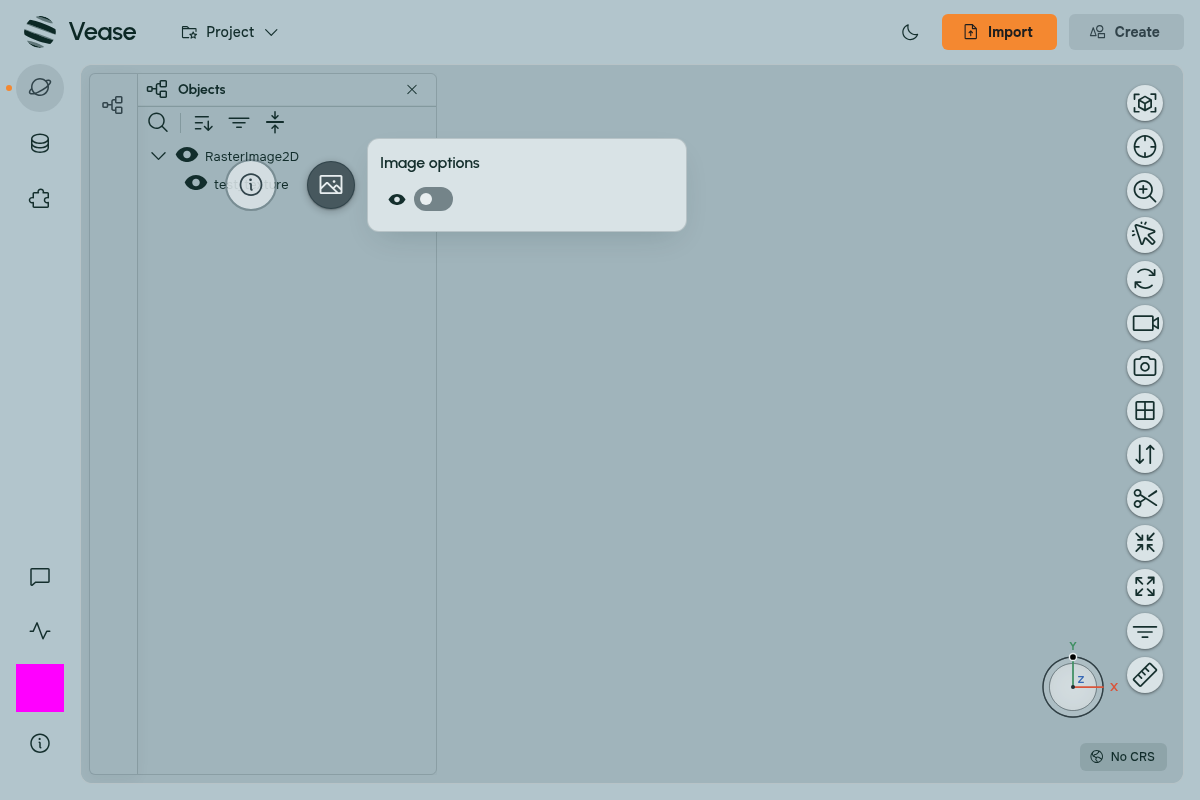 Vease
Project
Import
Create
Objects
RasterImage2D
Image options
Y
Z
X
No CRS